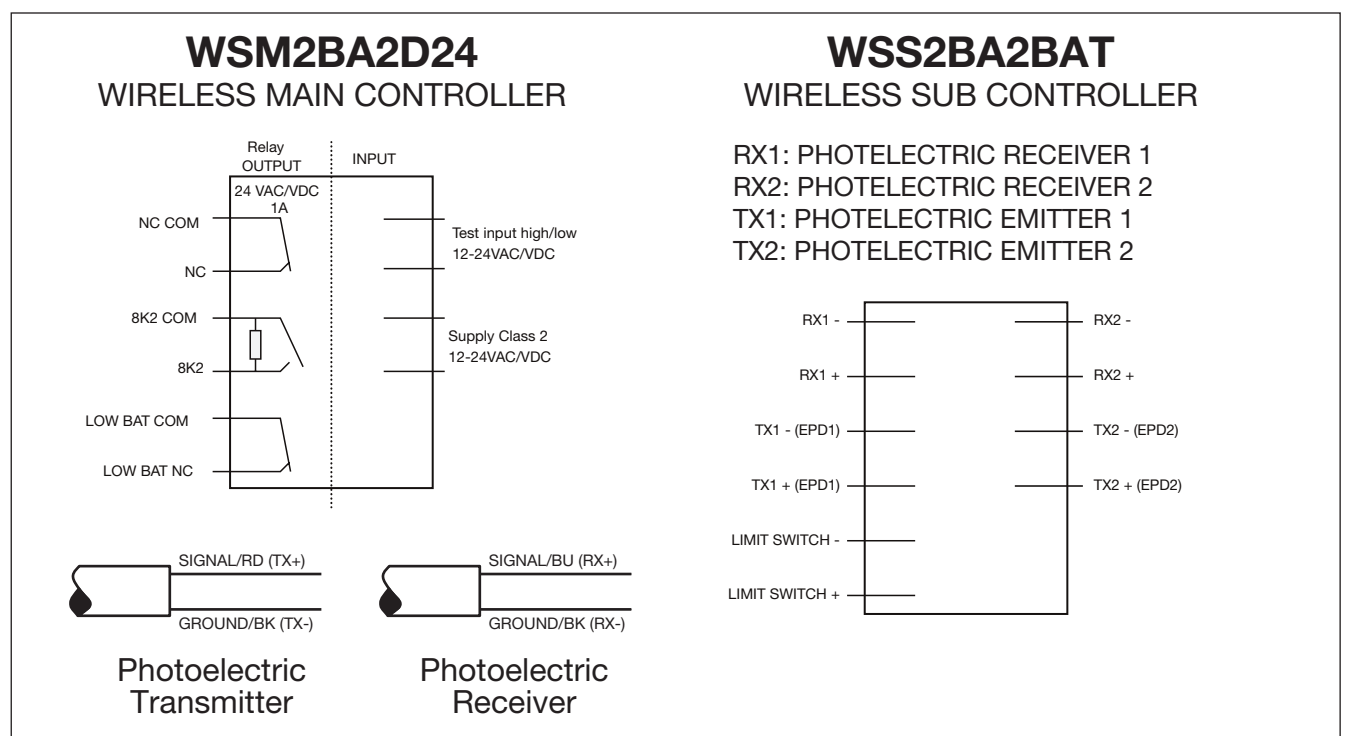 WSM2BA2D24
WIRELESS MAIN CONTROLLER
Relay
OUTPUT
INPUT
24 VAC/VDC
1A
NC COM
NC
8K2 COM
8K2
LOW BAT COM
LOW BAT NC
Test input high/low
12-24VAC/VDC
Supply Class 2
12-24VAC/VDC
SIGNAL/RD (TX+)
GROUND/BK (TX-)
Photoelectric
Transmitter
SIGNAL/BU (RX+)
GROUND/BK (RX-)
Photoelectric
Receiver
WSS2BA2BAT
WIRELESS SUB CONTROLLER
RX1: PHOTELECTRIC RECEIVER 1
RX2: PHOTELECTRIC RECEIVER 2
TX1: PHOTELECTRIC EMITTER 1
TX2: PHOTELECTRIC EMITTER 2
RX1 -
RX1 +
TX1 - (EPD1)
TX1 + (EPD1)
LIMIT SWITCH -
LIMIT SWITCH +
RX2 -
RX2 +
TX2 - (EPD2)
TX2 + (EPD2)